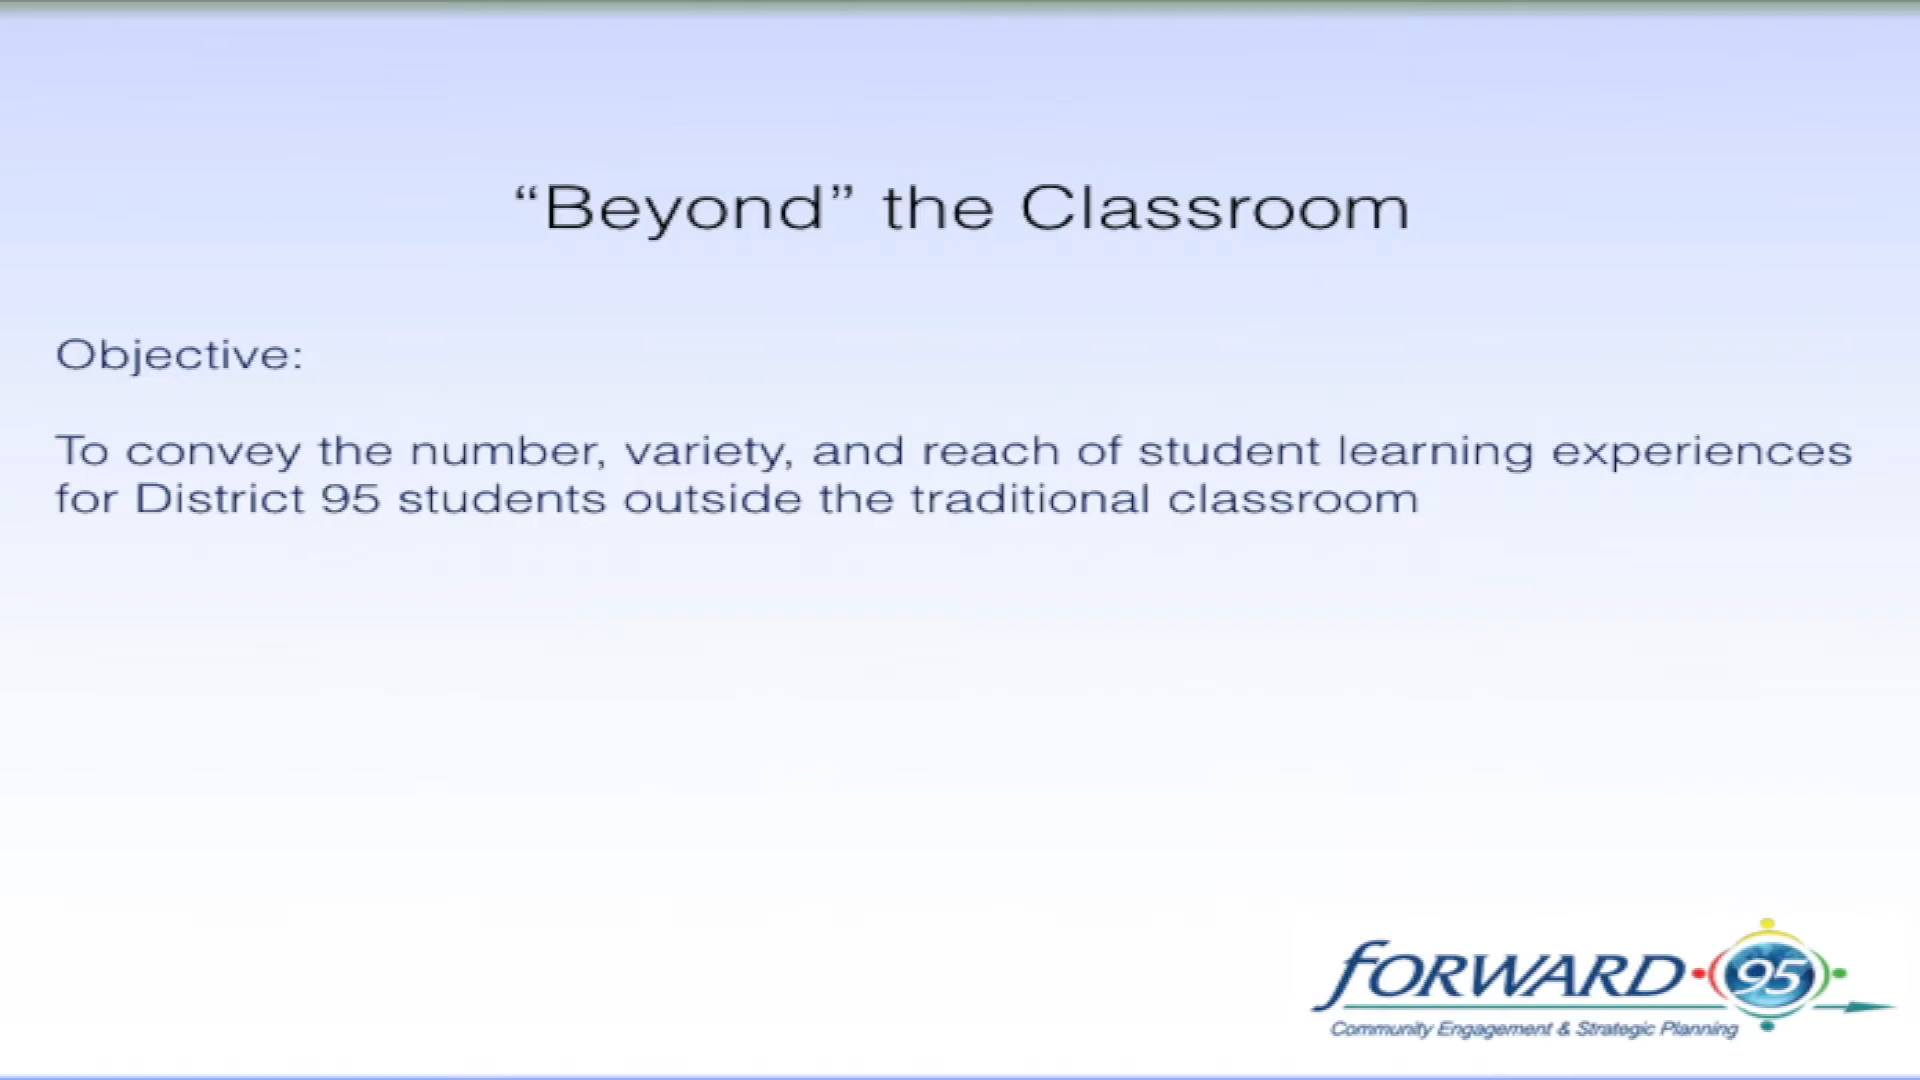 “Beyond” the Classroom
Objective:
To convey the number, variety, and reach of student learning experiences
for District 95 students outside the traditional classroom
fORWARD 95
Community Engagement & Strategic Planning